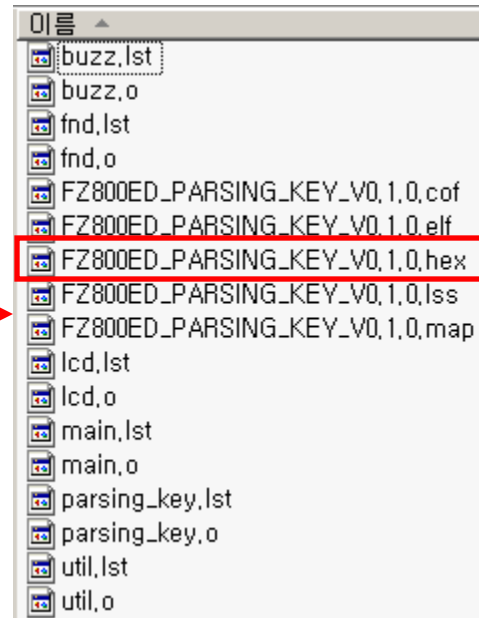 이름
buzz.lst
buzz.o
fnd.lst
fnd.o
FZ800ED_PARSING_KEY_V0.1.0.cof
FZ800ED_PARSING_KEY_V0.1.0.elf
FZ800ED_PARSING_KEY_V0.1.0.hex
FZ800ED_PARSING_KEY_V0.1.0.lss
FZ800ED_PARSING_KEY_V0.1.0.map
lcd.lst
lcd.o
main.lst
main.o
parsing_key.lst
parsing_key.o
util.lst
util.o